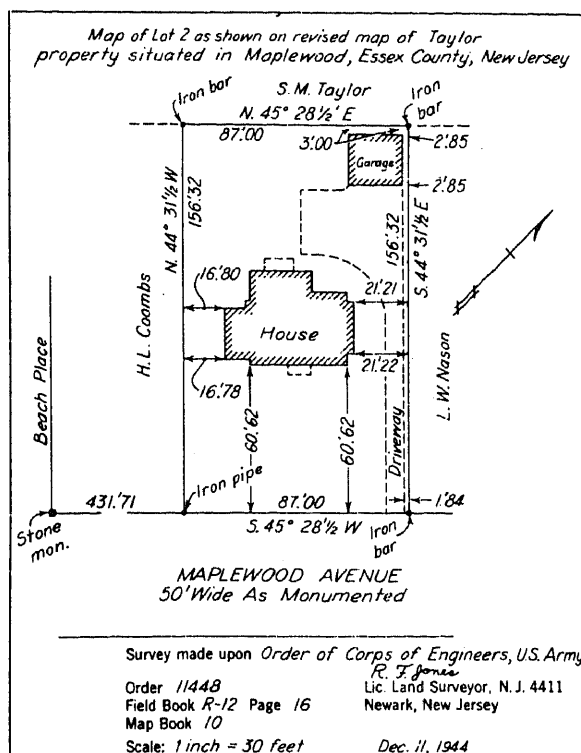 Map of Lot 2 as shown on revised map of Taylor
property situated in Maplewood, Essex County, New Jersey
S.M. Taylor
Iron bar
Iron bar
N. 45° 28½' E
87.00
3.00
2.85
Garage
2.85
N. 44° 31½ W
156.32
156.32
S. 44° 31½ E
16.80
21.21
House
H.L. Coombs
L.W. Nason
Beach Place
16.78
21.22
60.62
60.62
Driveway
431.71
Iron pipe
87.00
1.84
S. 45° 28½ W
Stone mon.
Iron bar
MAPLEWOOD AVENUE
50' Wide As Monumented
Survey made upon Order of Corps of Engineers, U.S. Army
R. F. Jones
Order 11448
Lic. Land Surveyor, N.J. 4411
Field Book R-12 Page 16
Newark, New Jersey
Map Book 10
Scale: 1 inch = 30 feet
Dec. 11, 1944